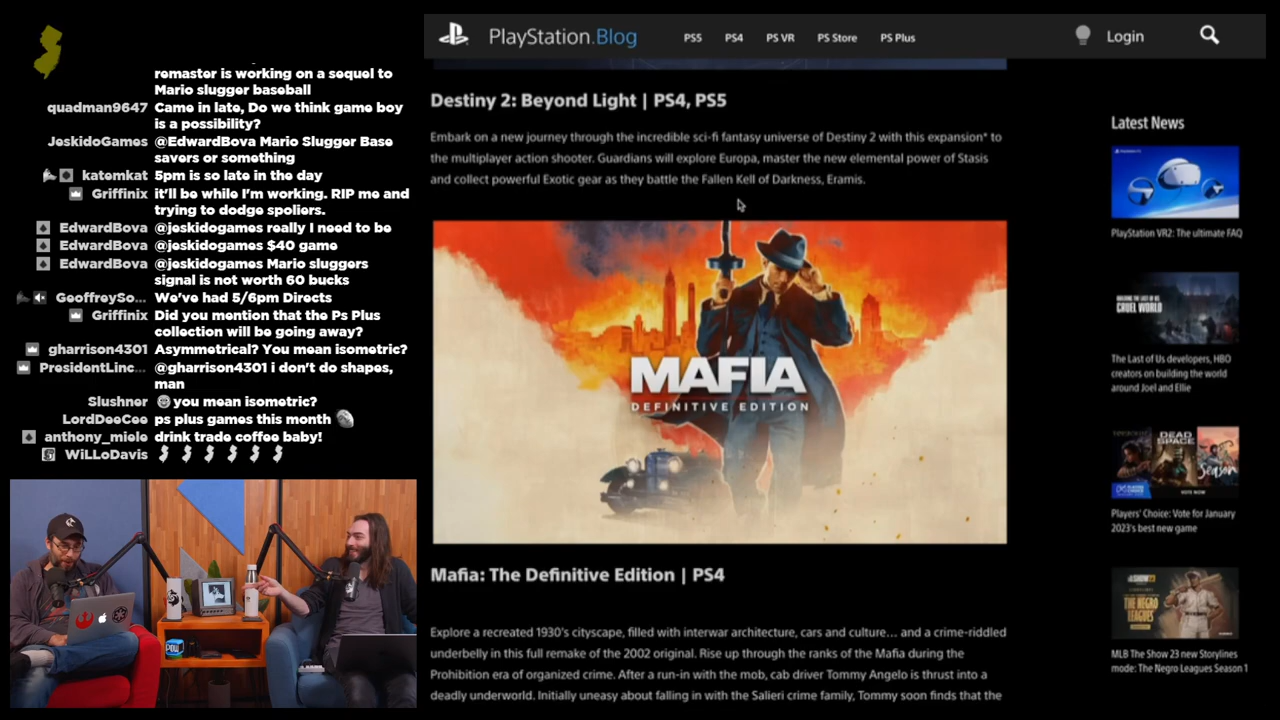 remaster is working on a sequel to
Mario slugger baseball
quadman9647 Came in late, Do we think game boy
is a possibility?
JeskidoGames @EdwardBova Mario Slugger Base
savers or something
katemkat 5pm is so late in the day
Griffinix it'll be while I'm working. RIP me and
trying to dodge spoliers.
EdwardBova @jeskidogames really I need to be
EdwardBova @jeskidogames $40 game
EdwardBova @jeskidogames Mario sluggers
signal is not worth 60 bucks
GeoffreySo... We've had 5/6pm Directs
Griffinix Did you mention that the Ps Plus
collection will be going away?
gharrison4301 Asymmetrical? You mean isometric?
PresidentLinc... @gharrison4301 i don't do shapes,
man
Slushner you mean isometric?
LordDeeCee ps plus games this month
anthony_miele drink trade coffee baby!
WiLLoDavis
PlayStation.Blog
PS5 PS4 PS VR PS Store PS Plus
Login
Destiny 2: Beyond Light | PS4, PS5
Embark on a new journey through the incredible sci-fi fantasy universe of Destiny 2 with this expansion* to
the multiplayer action shooter. Guardians will explore Europa, master the new elemental power of Stasis
and collect powerful Exotic gear as they battle the Fallen Kell of Darkness, Eramis.
MAFIA
DEFINITIVE EDITION
Mafia: The Definitive Edition | PS4
Explore a recreated 1930's cityscape, filled with interwar architecture, cars and culture… and a crime-riddled
underbelly in this full remake of the 2002 original. Rise up through the ranks of the Mafia during the
Prohibition era of organized crime. After a run-in with the mob, cab driver Tommy Angelo is thrust into a
deadly underworld. Initially uneasy about falling in with the Salieri crime family, Tommy soon finds that the
Latest News
PlayStation VR2: The ultimate FAQ
CRUEL WORLD
The Last of Us developers, HBO
creators on building the world
around Joel and Ellie
DEAD
SPACE
Season
VOTE NOW
Players' Choice: Vote for January
2023's best new game
THE NEGRO
LEAGUES
MLB The Show 23 new Storylines
mode: The Negro Leagues Season 1